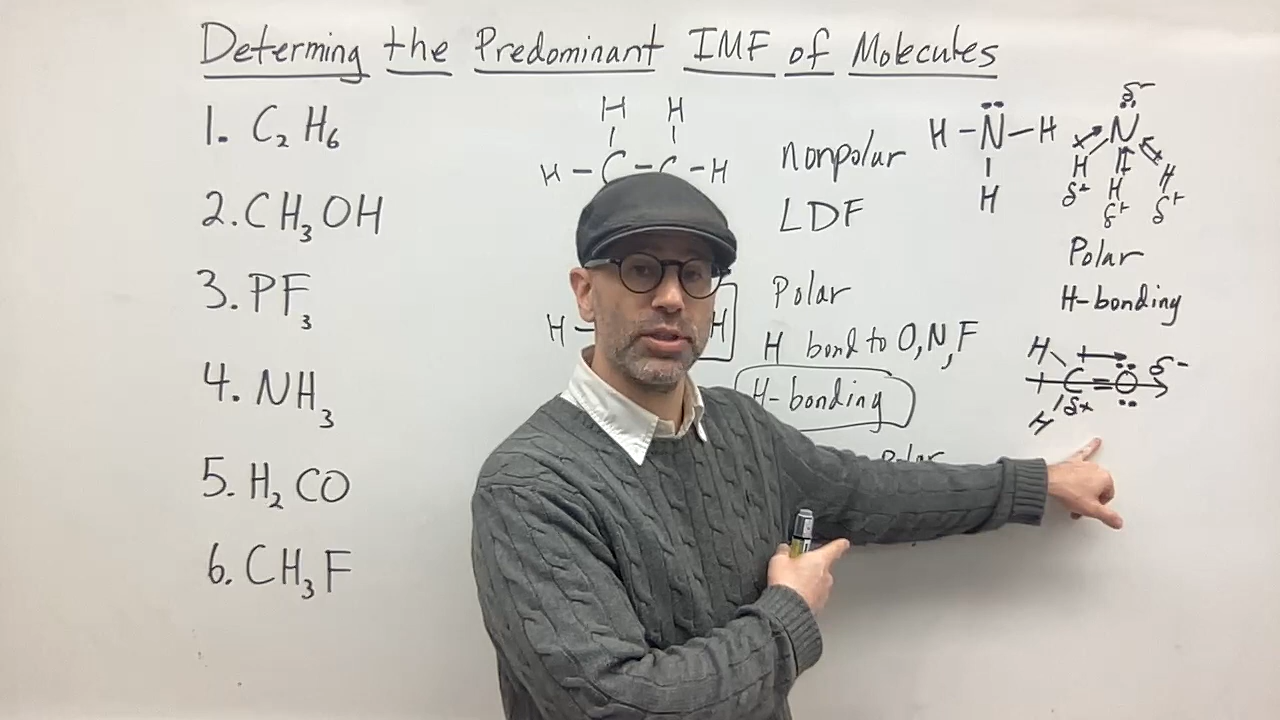 Determing the Predominant IMF of Molecules
1. C₂H₆
2. CH₃OH
3. PF₃
4. NH₃
5. H₂CO
6. CH₃F
H H
H – C – C – H
nonpolar
LDF
H –
H
Polar
H bond to O,N,F
H-bonding
Polar
H – N – H
H
δ-
N
H H H
δ+ δ+ δ+
Polar
H-bonding
H
C = O δ-
H δ+